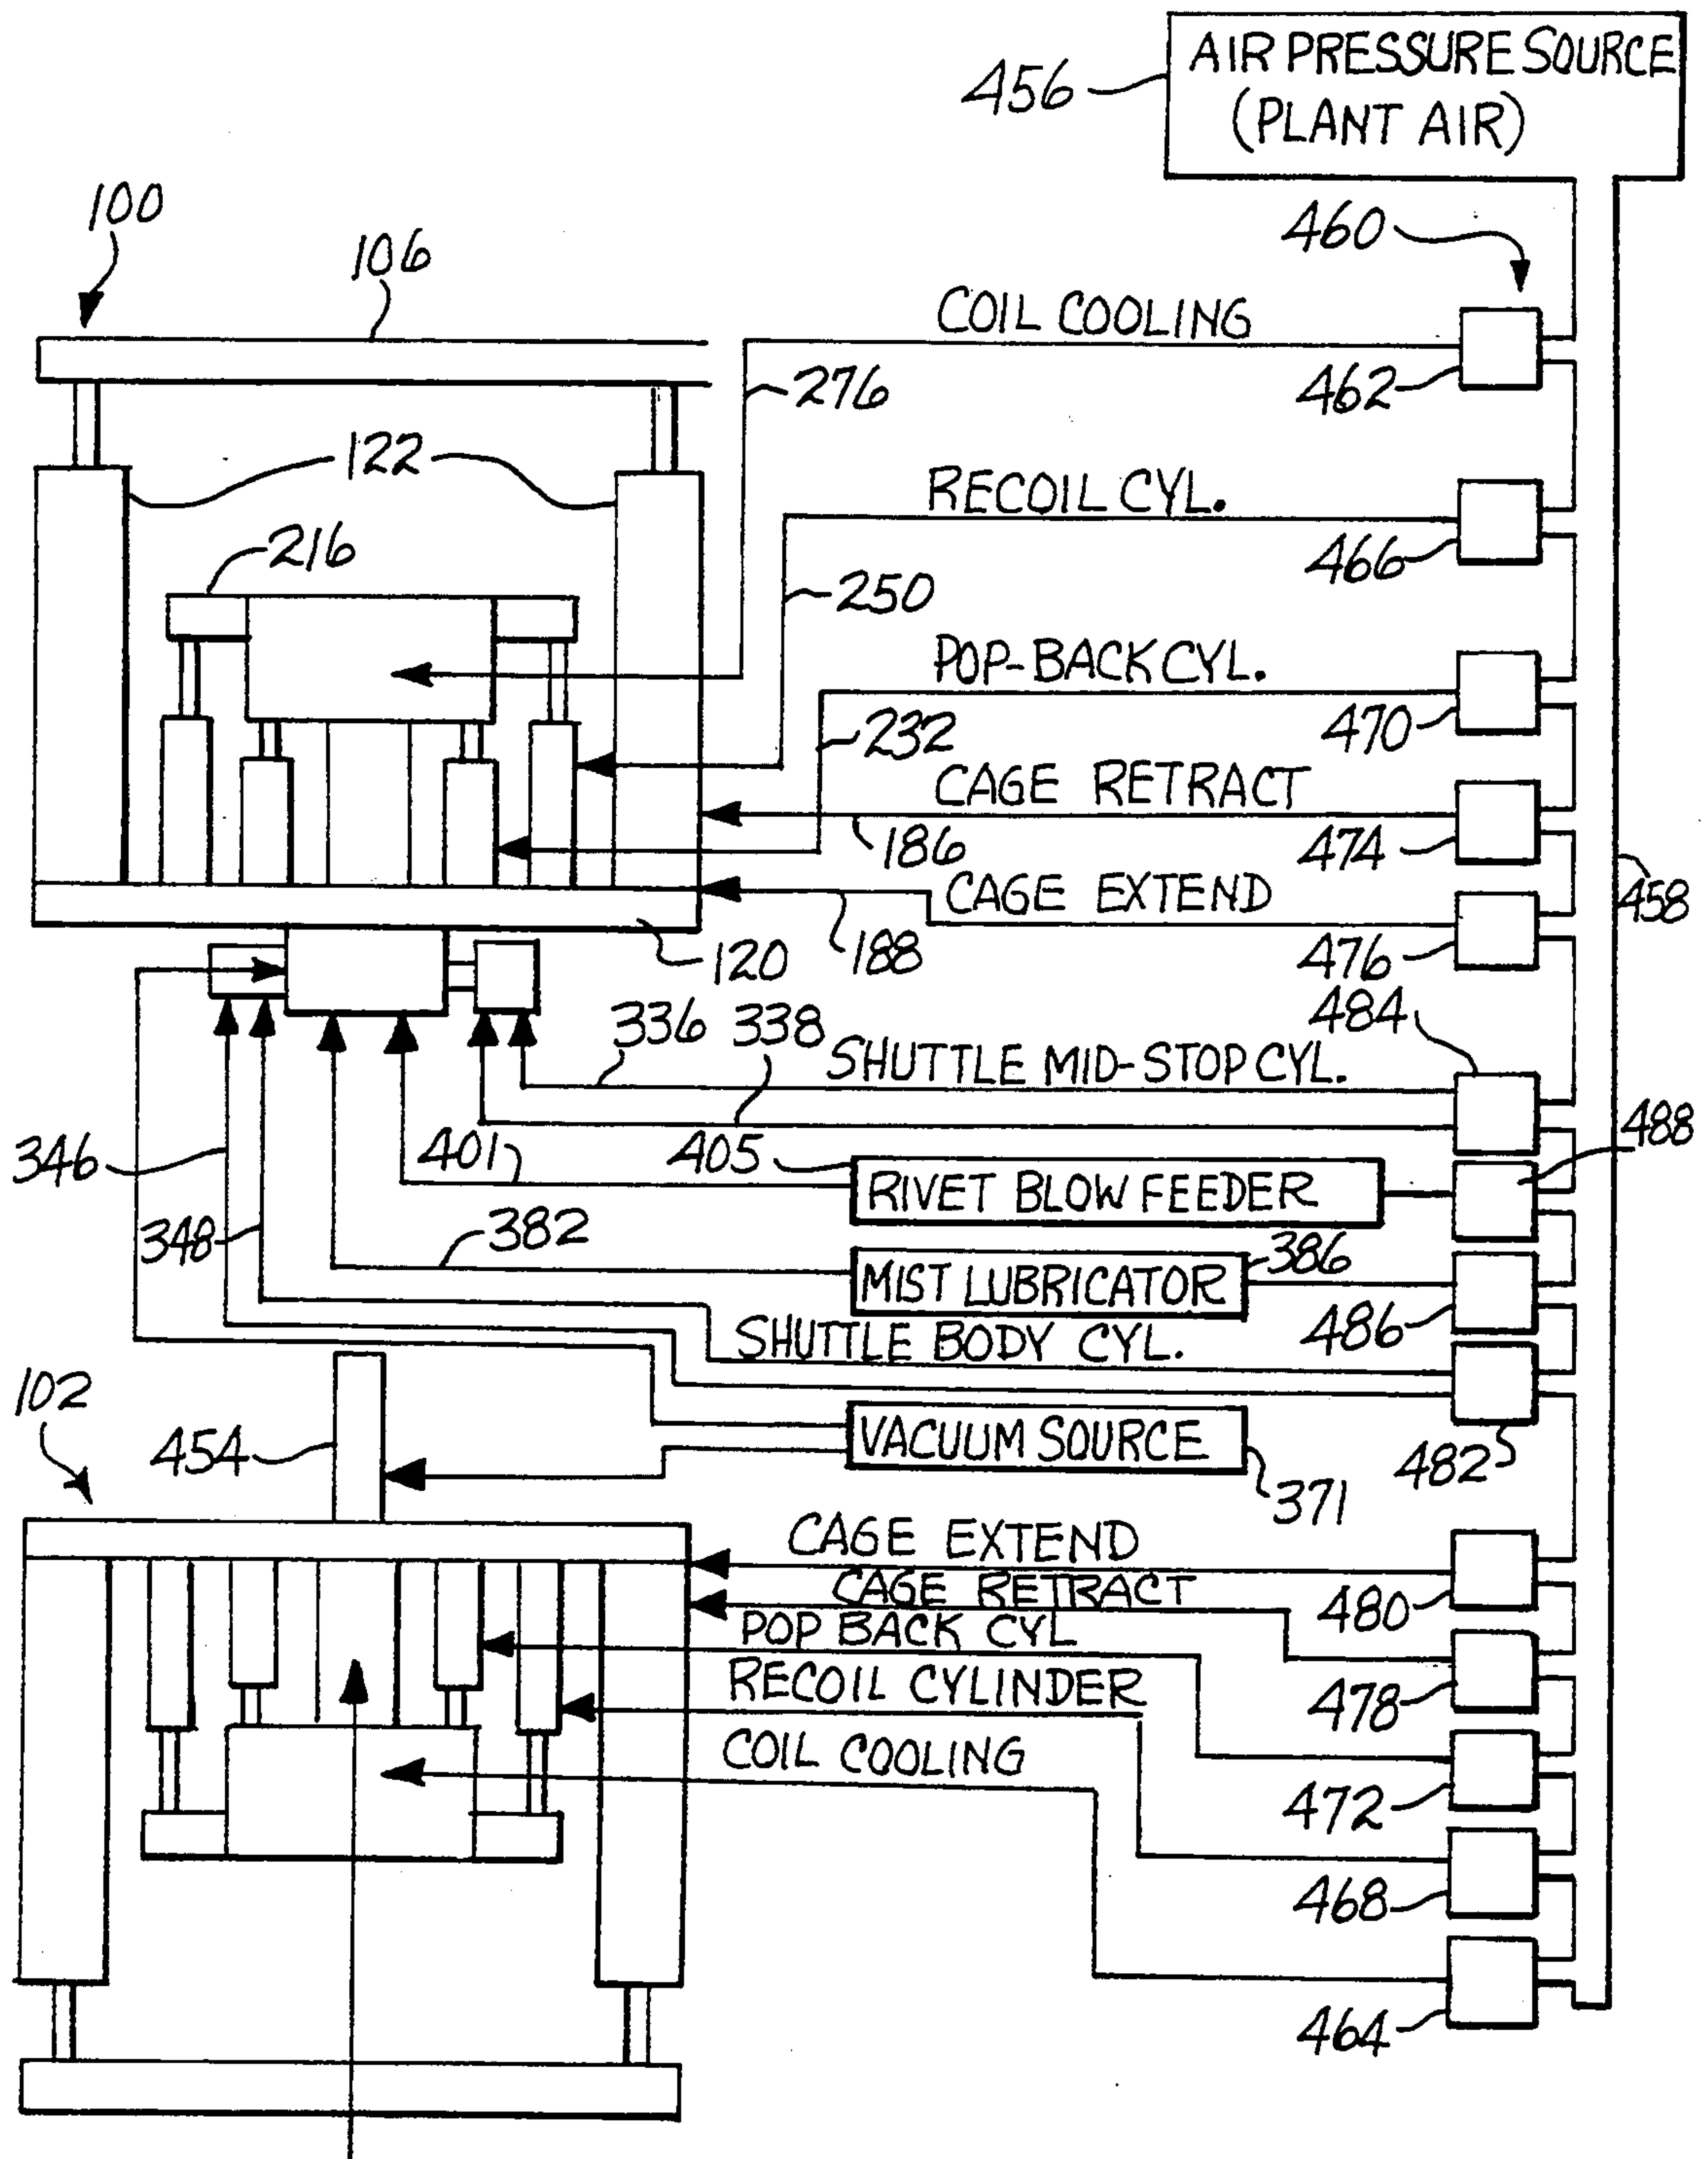 AIR PRESSURE SOURCE
(PLANT AIR)
456
100
106
460
COIL COOLING
276
462
122
RECOIL CYL.
466
216
250
POP-BACK CYL.
470
232
CAGE RETRACT
186
474
458
CAGE EXTEND
188
476
120
484
336 338
SHUTTLE MID-STOP CYL.
488
346
401
405
RIVET BLOW FEEDER
348
382
386
MIST LUBRICATOR
486
SHUTTLE BODY CYL.
102
454
VACUUM SOURCE
482
371
CAGE EXTEND
480
CAGE RETRACT
POP BACK CYL
478
RECOIL CYLINDER
COIL COOLING
472
468
464